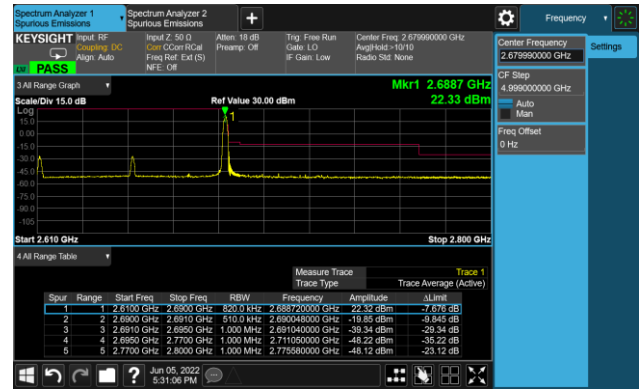 Spectrum Analyzer 1
Spurious Emissions
Spectrum Analyzer 2
Spurious Emissions
Frequency
KEYSIGHT
Input: RF
Coupling: DC
Align: Auto
Input Z: 50 Ω
Corr CCorr RCal
Freq Ref: Ext (S)
NFE: Off
Atten: 18 dB
Preamp: Off
Trig: Free Run
Gate: LO
IF Gain: Low
Center Freq: 2.679990000 GHz
Avg|Hold:>10/10
Radio Std: None
PASS
Center Frequency
2.679990000 GHz
Settings
CF Step
4.999000000 GHz
Auto
Man
Freq Offset
0 Hz
3 All Range Graph
Mkr1 2.6887 GHz
22.33 dBm
Scale/Div 15.0 dB
Ref Value 30.00 dBm
Log
15.0
0.00
-15.0
-30.0
-45.0
-60.0
-75.0
-90.0
-105
1
Start 2.610 GHz
Stop 2.800 GHz
4 All Range Table
Measure Trace Trace 1
Trace Type Trace Average (Active)
Spur Range Start Freq Stop Freq RBW Frequency Amplitude ΔLimit
1 1 2.6100 GHz 2.6900 GHz 820.0 kHz 2.688720000 GHz 22.32 dBm -7.676 dB
2 2 2.6900 GHz 2.6910 GHz 510.0 kHz 2.690048000 GHz -19.85 dBm -9.845 dB
3 3 2.6910 GHz 2.6950 GHz 1.000 MHz 2.691040000 GHz -39.34 dBm -29.34 dB
4 4 2.6950 GHz 2.7700 GHz 1.000 MHz 2.711050000 GHz -48.22 dBm -35.22 dB
5 5 2.7700 GHz 2.8000 GHz 1.000 MHz 2.775580000 GHz -48.12 dBm -23.12 dB
Jun 05, 2022
5:31:06 PM